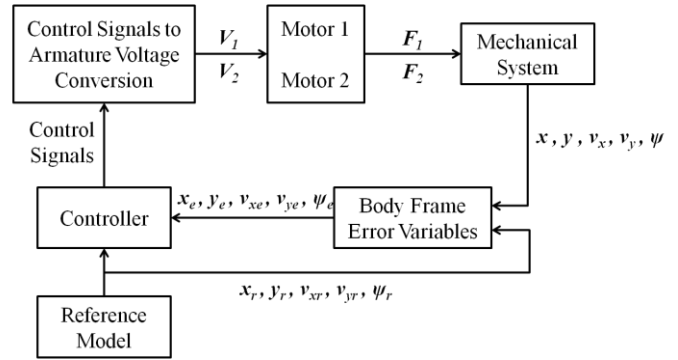 Control Signals to
Armature Voltage
Conversion
V1
V2
Motor 1
Motor 2
F1
F2
Mechanical
System
Control
Signals
x , y , vx , vy , ψ
Controller
xe , ye , vxe , vye , ψe
Body Frame
Error Variables
xr , yr , vxr , vyr , ψr
Reference
Model